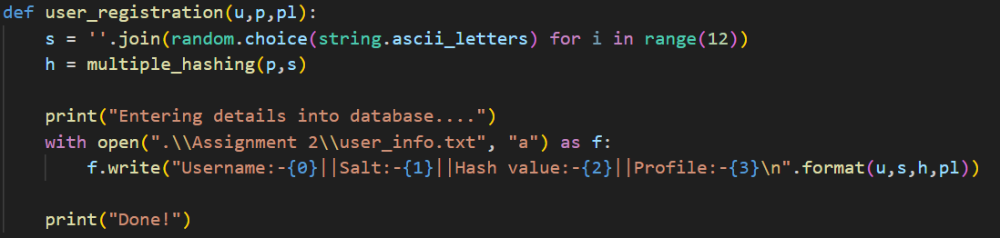 def user_registration(u,p,pl):
    s = ''.join(random.choice(string.ascii_letters) for i in range(12))
    h = multiple_hashing(p,s)

    print("Entering details into database....")
    with open(".\\Assignment 2\\user_info.txt", "a") as f:
        f.write("Username:-{0}||Salt:-{1}||Hash value:-{2}||Profile:-{3}\n".format(u,s,h,pl))

    print("Done!")